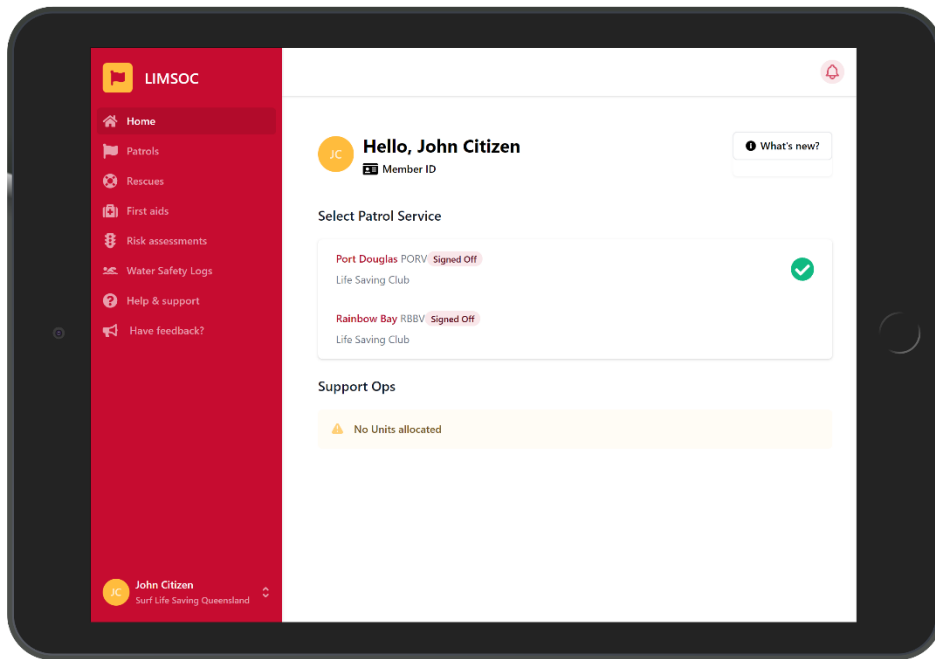 LIMSOC
Home
Patrols
Rescues
First aids
Risk assessments
Water Safety Logs
Help & support
Have feedback?
JC
John Citizen
Surf Life Saving Queensland
JC
Hello, John Citizen
Member ID
What's new?
Select Patrol Service
Port Douglas PORV Signed Off
Life Saving Club
Rainbow Bay RBBV Signed Off
Life Saving Club
Support Ops
No Units allocated